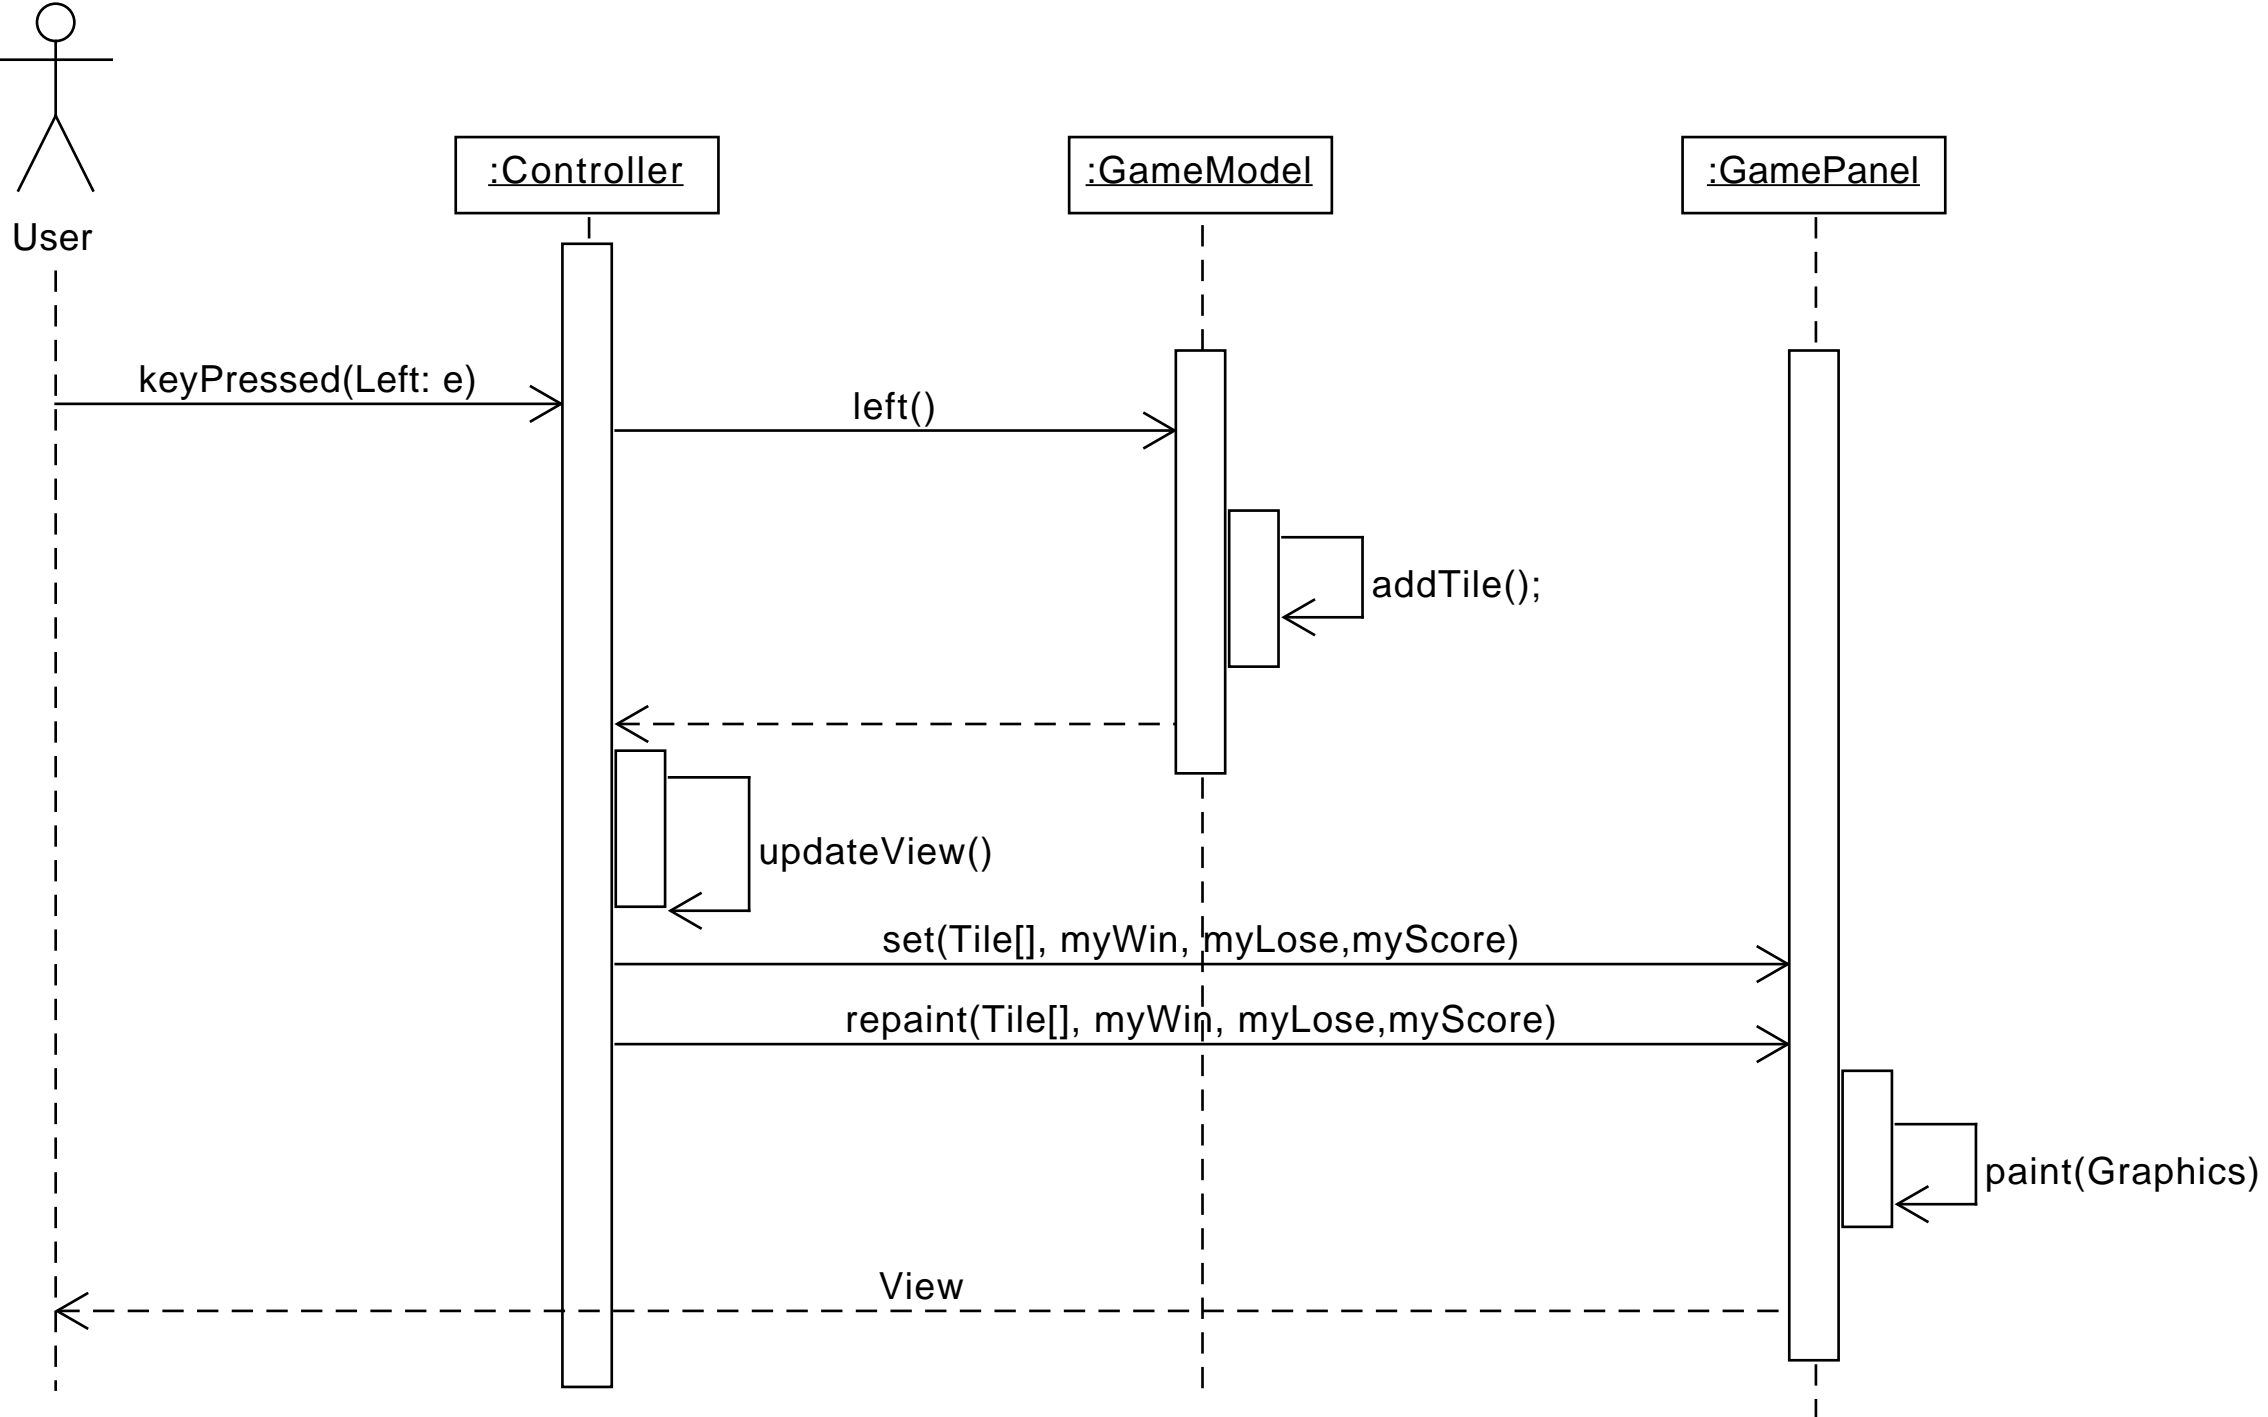 :Controller
:GameModel
:GamePanel
User
keyPressed(Left: e)
left()
addTile();
updateView()
set(Tile[], myWin, myLose,myScore)
repaint(Tile[], myWin, myLose,myScore)
paint(Graphics)
View